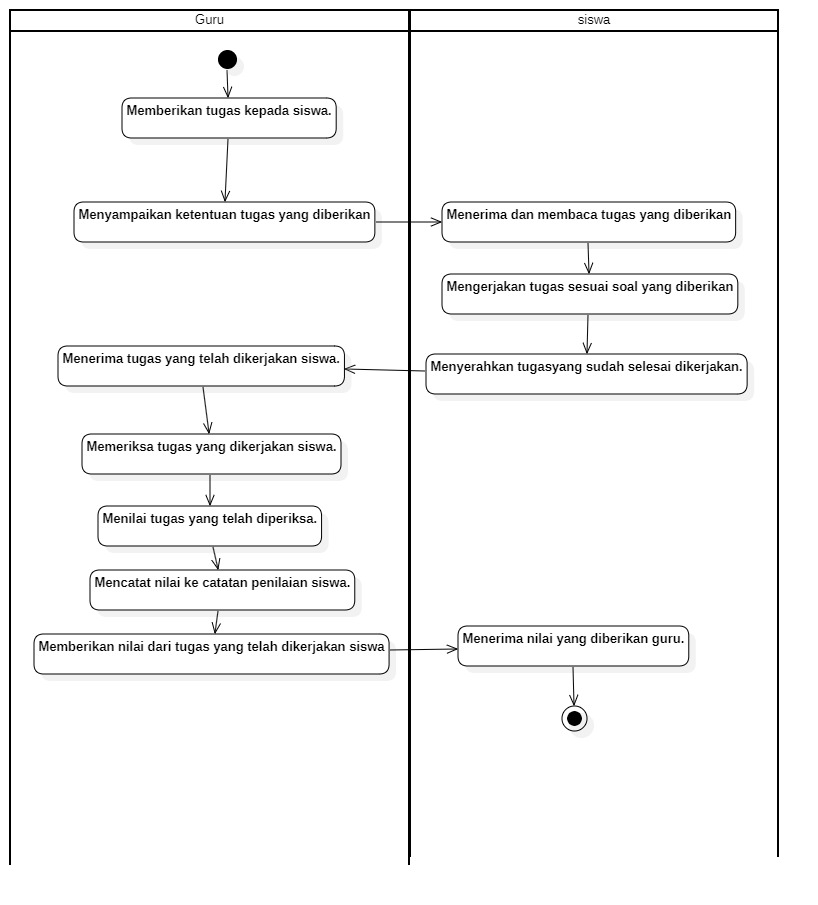 Guru
siswa
Memberikan tugas kepada siswa.
Menyampaikan ketentuan tugas yang diberikan
Menerima dan membaca tugas yang diberikan
Mengerjakan tugas sesuai soal yang diberikan
Menyerahkan tugasyang sudah selesai dikerjakan.
Menerima tugas yang telah dikerjakan siswa.
Memeriksa tugas yang dikerjakan siswa.
Menilai tugas yang telah diperiksa.
Mencatat nilai ke catatan penilaian siswa.
Memberikan nilai dari tugas yang telah dikerjakan siswa
Menerima nilai yang diberikan guru.